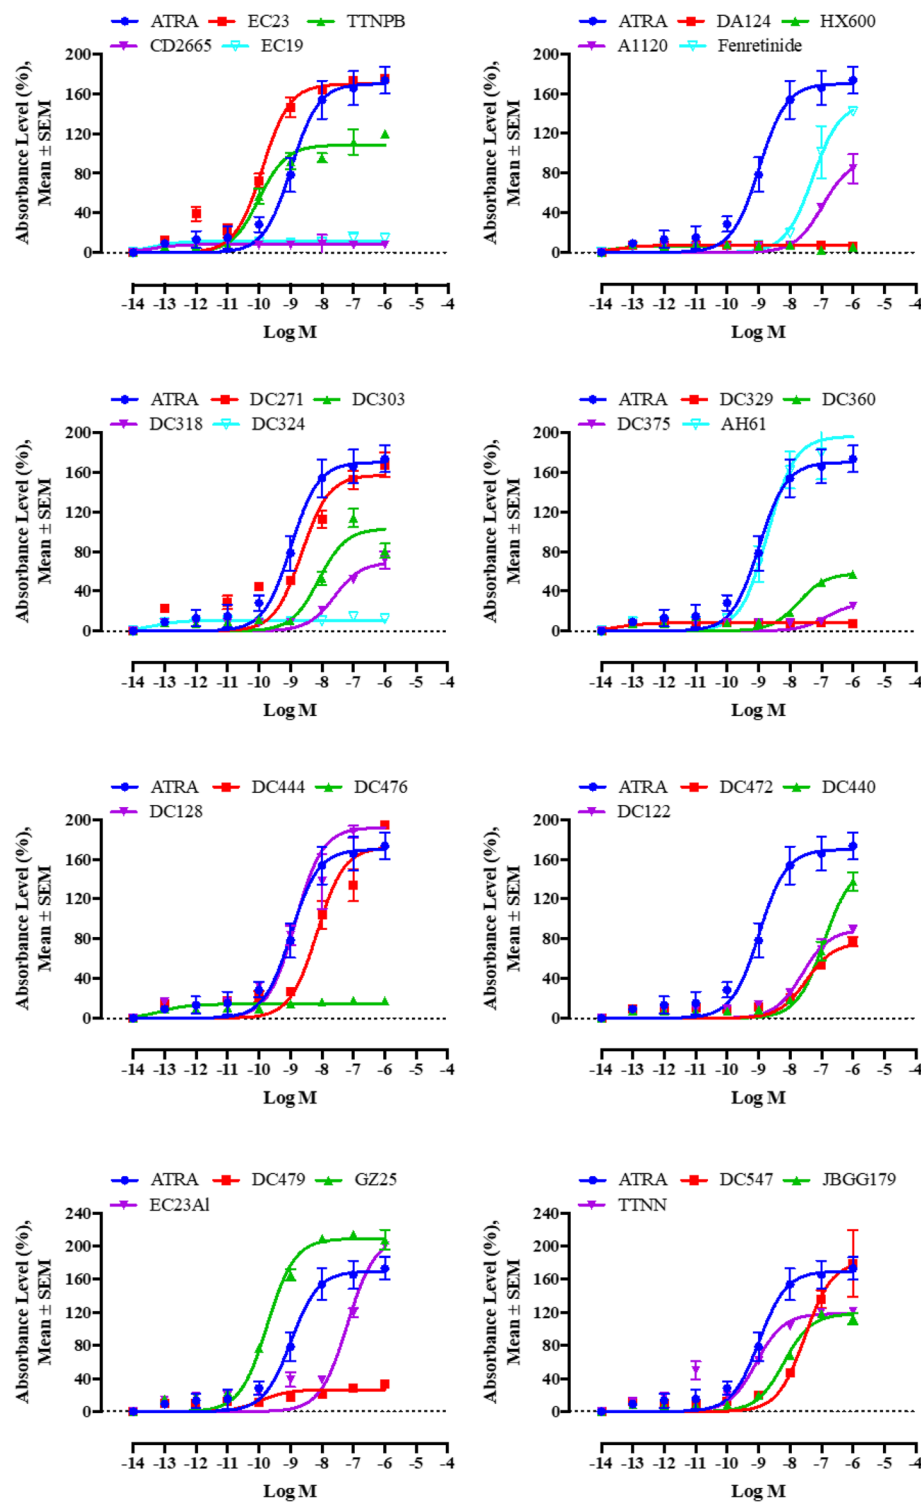 ATRA EC23 TTNPB
CD2665 EC19
Absorbance Level (%),
Mean ± SEM
200
160
120
80
40
0
-14 -13 -12 -11 -10 -9 -8 -7 -6 -5 -4
Log M
ATRA DA124 HX600
A1120 Fenretinide
Absorbance Level (%),
Mean ± SEM
200
160
120
80
40
0
-14 -13 -12 -11 -10 -9 -8 -7 -6 -5 -4
Log M
ATRA DC271 DC303
DC318 DC324
Absorbance Level (%),
Mean ± SEM
200
160
120
80
40
0
-14 -13 -12 -11 -10 -9 -8 -7 -6 -5 -4
Log M
ATRA DC329 DC360
DC375 AH61
Absorbance Level (%),
Mean ± SEM
200
160
120
80
40
0
-14 -13 -12 -11 -10 -9 -8 -7 -6 -5 -4
Log M
ATRA DC444 DC476
DC128
Absorbance Level (%),
Mean ± SEM
200
160
120
80
40
0
-14 -13 -12 -11 -10 -9 -8 -7 -6 -5 -4
Log M
ATRA DC472 DC440
DC122
Absorbance Level (%),
Mean ± SEM
200
160
120
80
40
0
-14 -13 -12 -11 -10 -9 -8 -7 -6 -5 -4
Log M
ATRA DC479 GZ25
EC23Al
Absorbance Level (%),
Mean ± SEM
240
200
160
120
80
40
0
-14 -13 -12 -11 -10 -9 -8 -7 -6 -5 -4
Log M
ATRA DC547 JBGG179
TTNN
Absorbance Level (%),
Mean ± SEM
240
200
160
120
80
40
0
-14 -13 -12 -11 -10 -9 -8 -7 -6 -5 -4
Log M